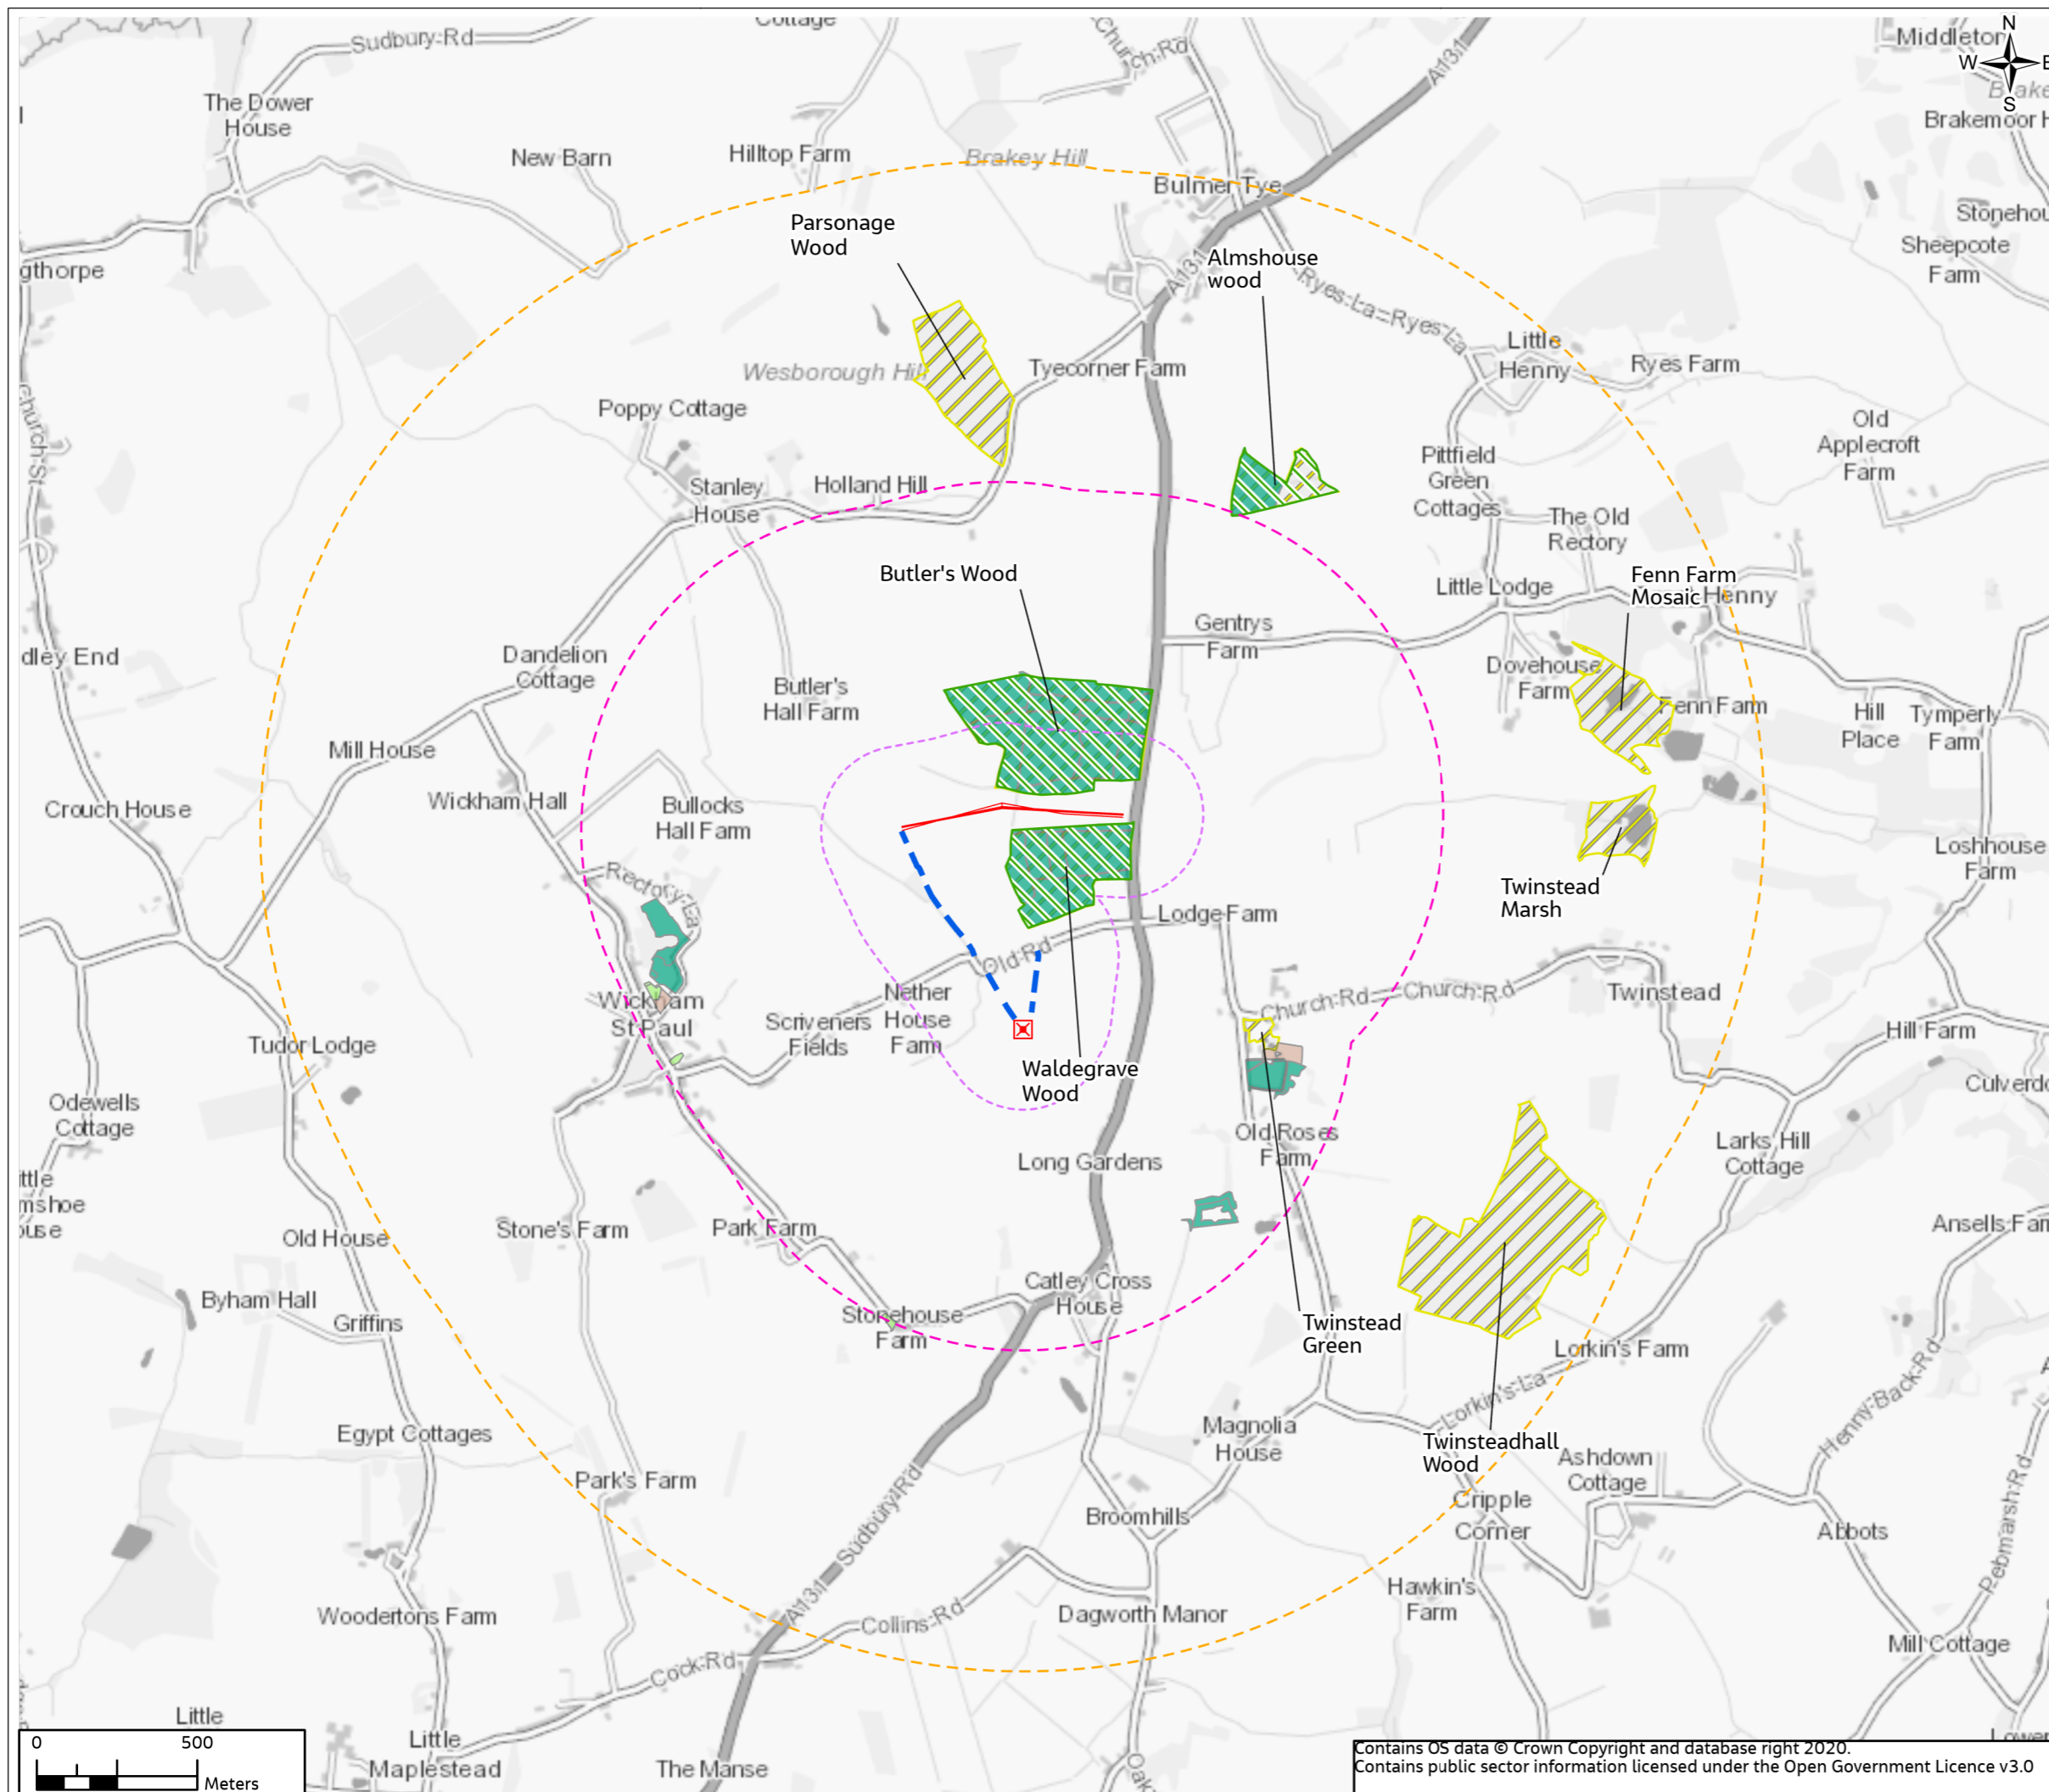 Cottage
Sudbury Rd
Church Rd
A131
Middleton
N
W
E
S
The Dower
House
New Barn
Hilltop Farm
Brakey Hill
Bulmer Tye
Brakemoor H
Parsonage
Wood
Almshouse
wood
A131
Stonehou
Sheepcote
Farm
gthorpe
Ryes La
Ryes La
Little
Henny
Ryes Farm
Wesborough Hill
Tyecorner Farm
Church St
Poppy Cottage
Old
Applecroft
Farm
Pittfield
Green
Cottages
Stanley
House
Holland Hill
The Old
Rectory
Butler's Wood
Little Lodge
Fenn Farm
Mosaic
Henny
Gentrys
Farm
dley End
Dandelion
Cottage
Butler's
Hall Farm
Dovehouse
Farm
Fenn Farm
Hill
Place
Tymperly
Farm
Mill House
Wickham Hall
Bullocks
Hall Farm
Crouch House
Loshhouse
Farm
Rectory La
Twinstead
Marsh
Lodge Farm
Old Rd
Wickham
St Paul
Nether
House
Farm
Scriveners
Fields
Church Rd
Church Rd
Twinstead
Hill Farm
Tudor Lodge
Waldegrave
Wood
Culverd
Odewells
Cottage
Old Roses
Farm
Larks Hill
Cottage
Long Gardens
ittle
mshoe
ouse
Stone's Farm
Park Farm
Old House
Ansells Far
Catley Cross
House
Byham Hall
Griffins
Stonehouse
Farm
Twinstead
Green
Lorkin's Farm
Lorkin's La
Henny Back Rd
Egypt Cottages
Magnolia
House
Twinsteadhall
Wood
Ashdown
Cottage
Park's Farm
Sudbury Rd
Cripple
Corner
Broomhills
Abbots
Pebmarsh Rd
A131
Hawkin's
Farm
Woodertons Farm
Collins Rd
Dagworth Manor
Mill Cottage
Cock Rd
Little
Little
Maplestead
The Manse
Oak
Lower
0
500
Meters
Contains OS data © Crown Copyright and database right 2020.
Contains public sector information licensed under the Open Government Licence v3.0